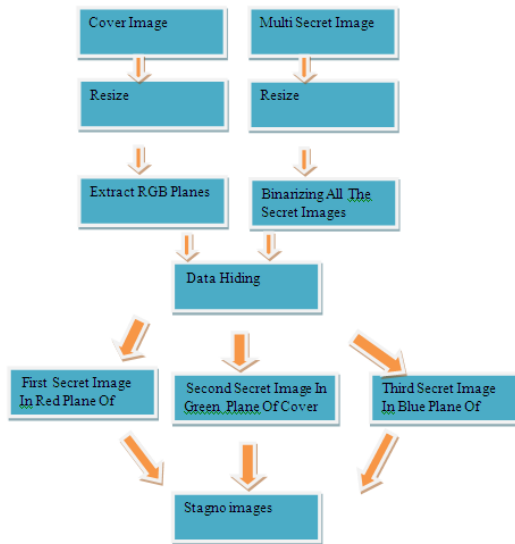 Cover Image
Multi Secret Image
Resize
Resize
Extract RGB Planes
Binarizing All The
Secret Images
Data Hiding
First Secret Image
In Red Plane Of
Second Secret Image In
Green Plane Of Cover
Third Secret Image
In Blue Plane Of
Stagno images